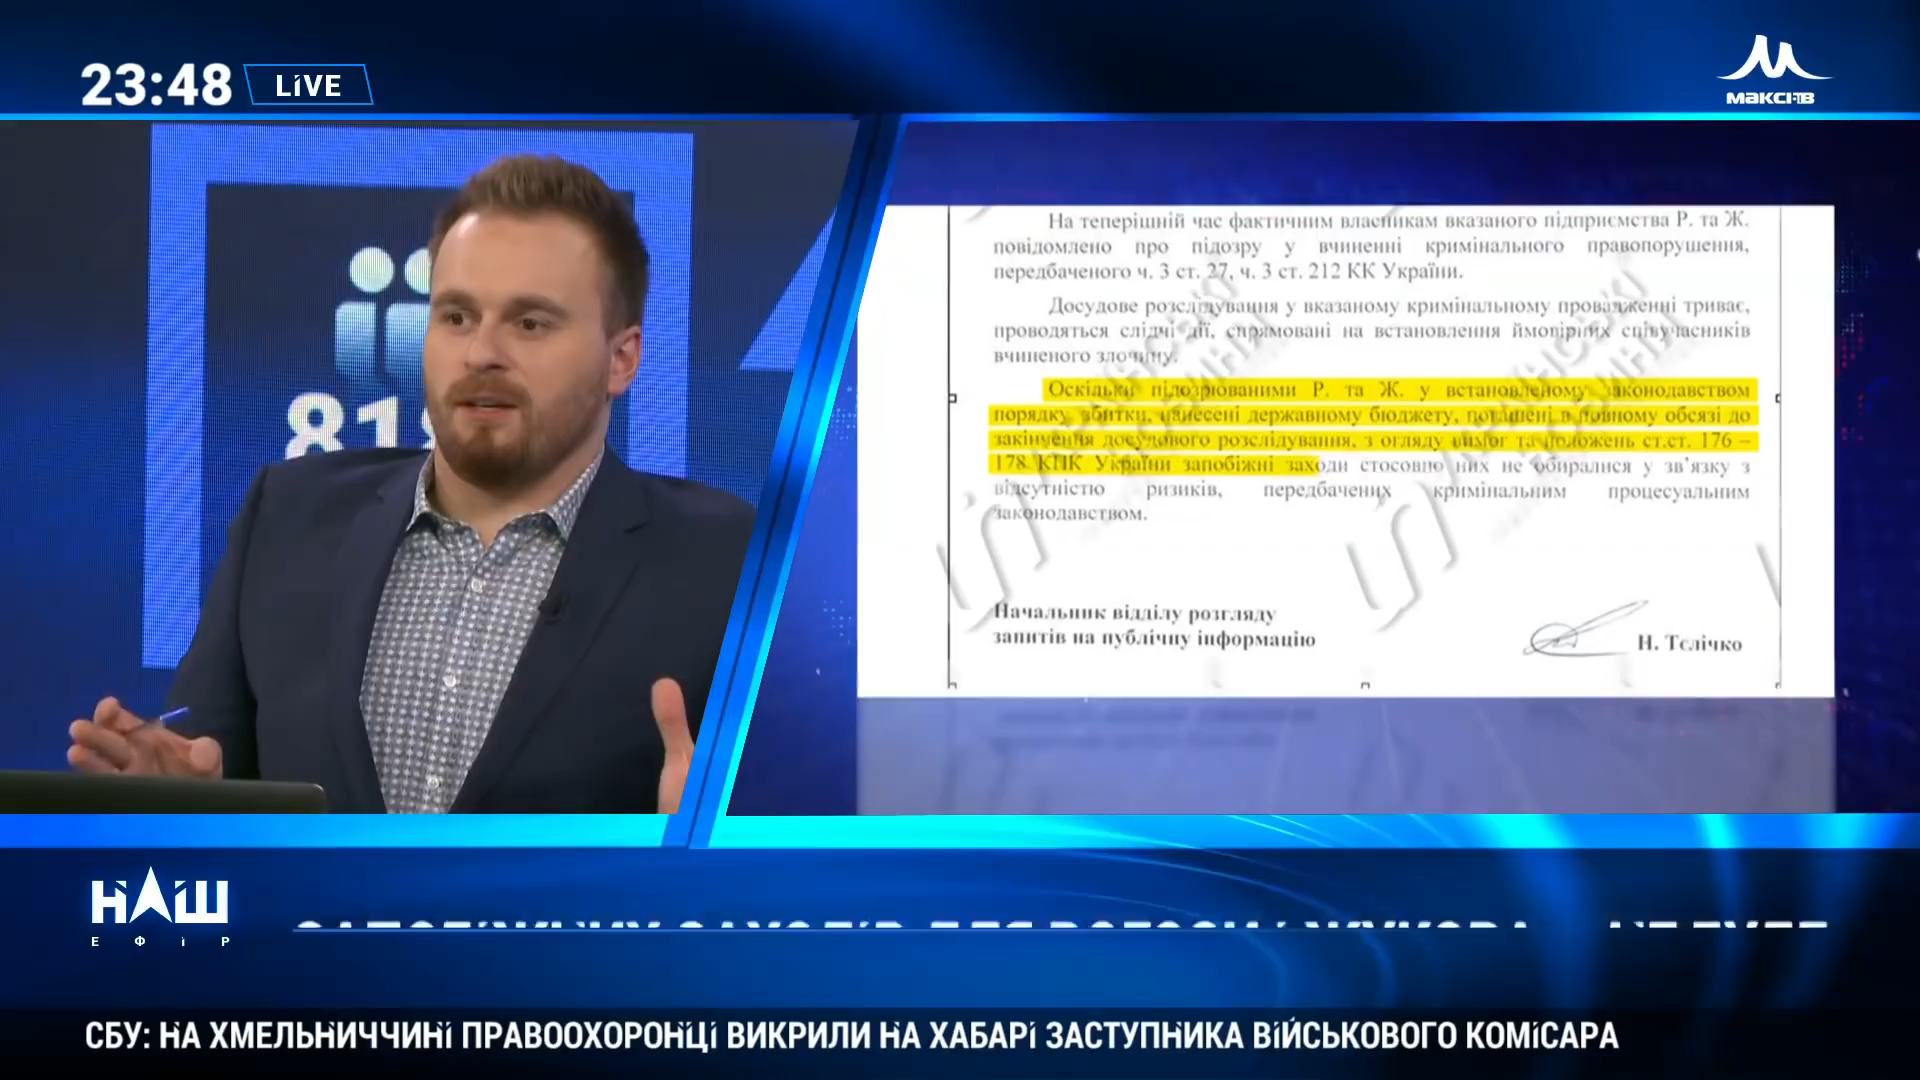 23:48 LIVE
МАКСІ-ТВ
818
На теперішній час фактичним власникам вказаного підприємства Р. та Ж.
повідомлено про підозру у вчиненні кримінального правопорушення,
передбаченого ч. 3 ст. 27, ч. 3 ст. 212 КК України.
Досудове розслідування у вказаному кримінальному провадженні триває,
проводяться слідчі дії, спрямовані на встановлення ймовірних співучасників
вчиненого злочину.
Оскільки підозрюваними Р. та Ж. у встановленому законодавством
порядку збитки, нанесені державному бюджету, погашені в повному обсязі до
закінчення досудового розслідування, з огляду вимог та положень ст.ст. 176 –
178 КПК України запобіжні заходи стосовно них не обиралися у зв’язку з
відсутністю ризиків, передбачених кримінальним процесуальним
законодавством.
Начальник відділу розгляду
запитів на публічну інформацію
Н. Тєлічко
НАШ
ЕФІР
СБУ: НА ХМЕЛЬНИЧЧИНІ ПРАВООХОРОНЦІ ВИКРИЛИ НА ХАБАРІ ЗАСТУПНИКА ВІЙСЬКОВОГО КОМІСАРА